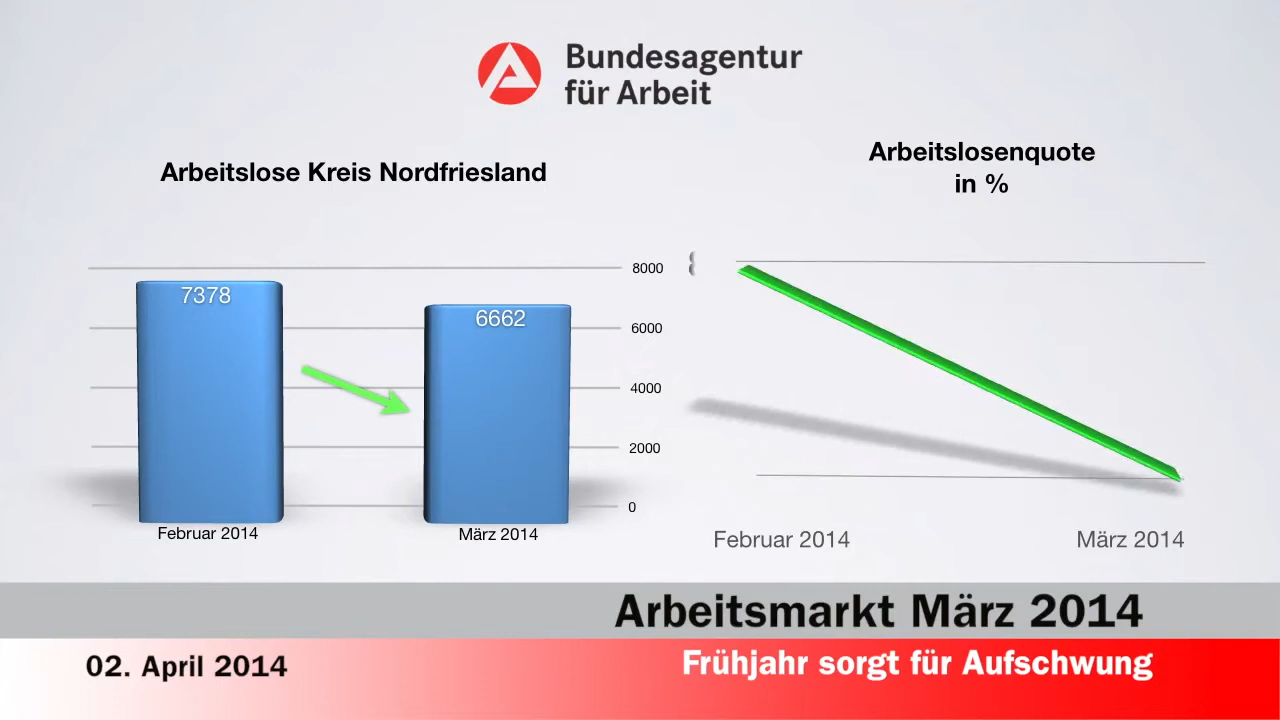 Bundesagentur
für Arbeit
Arbeitslose Kreis Nordfriesland
Arbeitslosenquote
in %
8000
7378
6662
6000
4000
2000
0
Februar 2014
März 2014
Februar 2014
März 2014
Arbeitsmarkt März 2014
02. April 2014
Frühjahr sorgt für Aufschwung